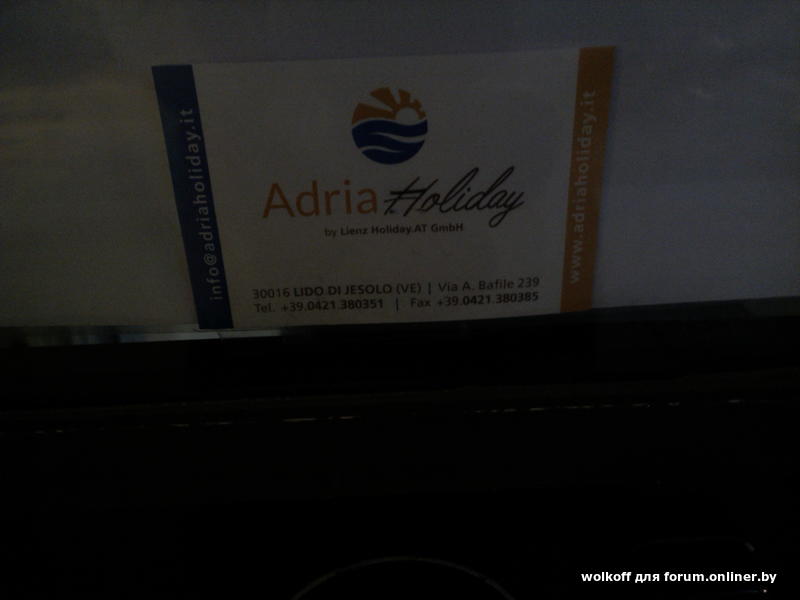 info@adriaholiday.it
Adria Holiday
by Lienz Holiday.AT GmbH
30016 LIDO DI JESOLO (VE) | Via A. Bafile 239
Tel. +39.0421.380351 | Fax +39.0421.380385
www.adriaholiday.it
wolkoff для forum.onliner.by